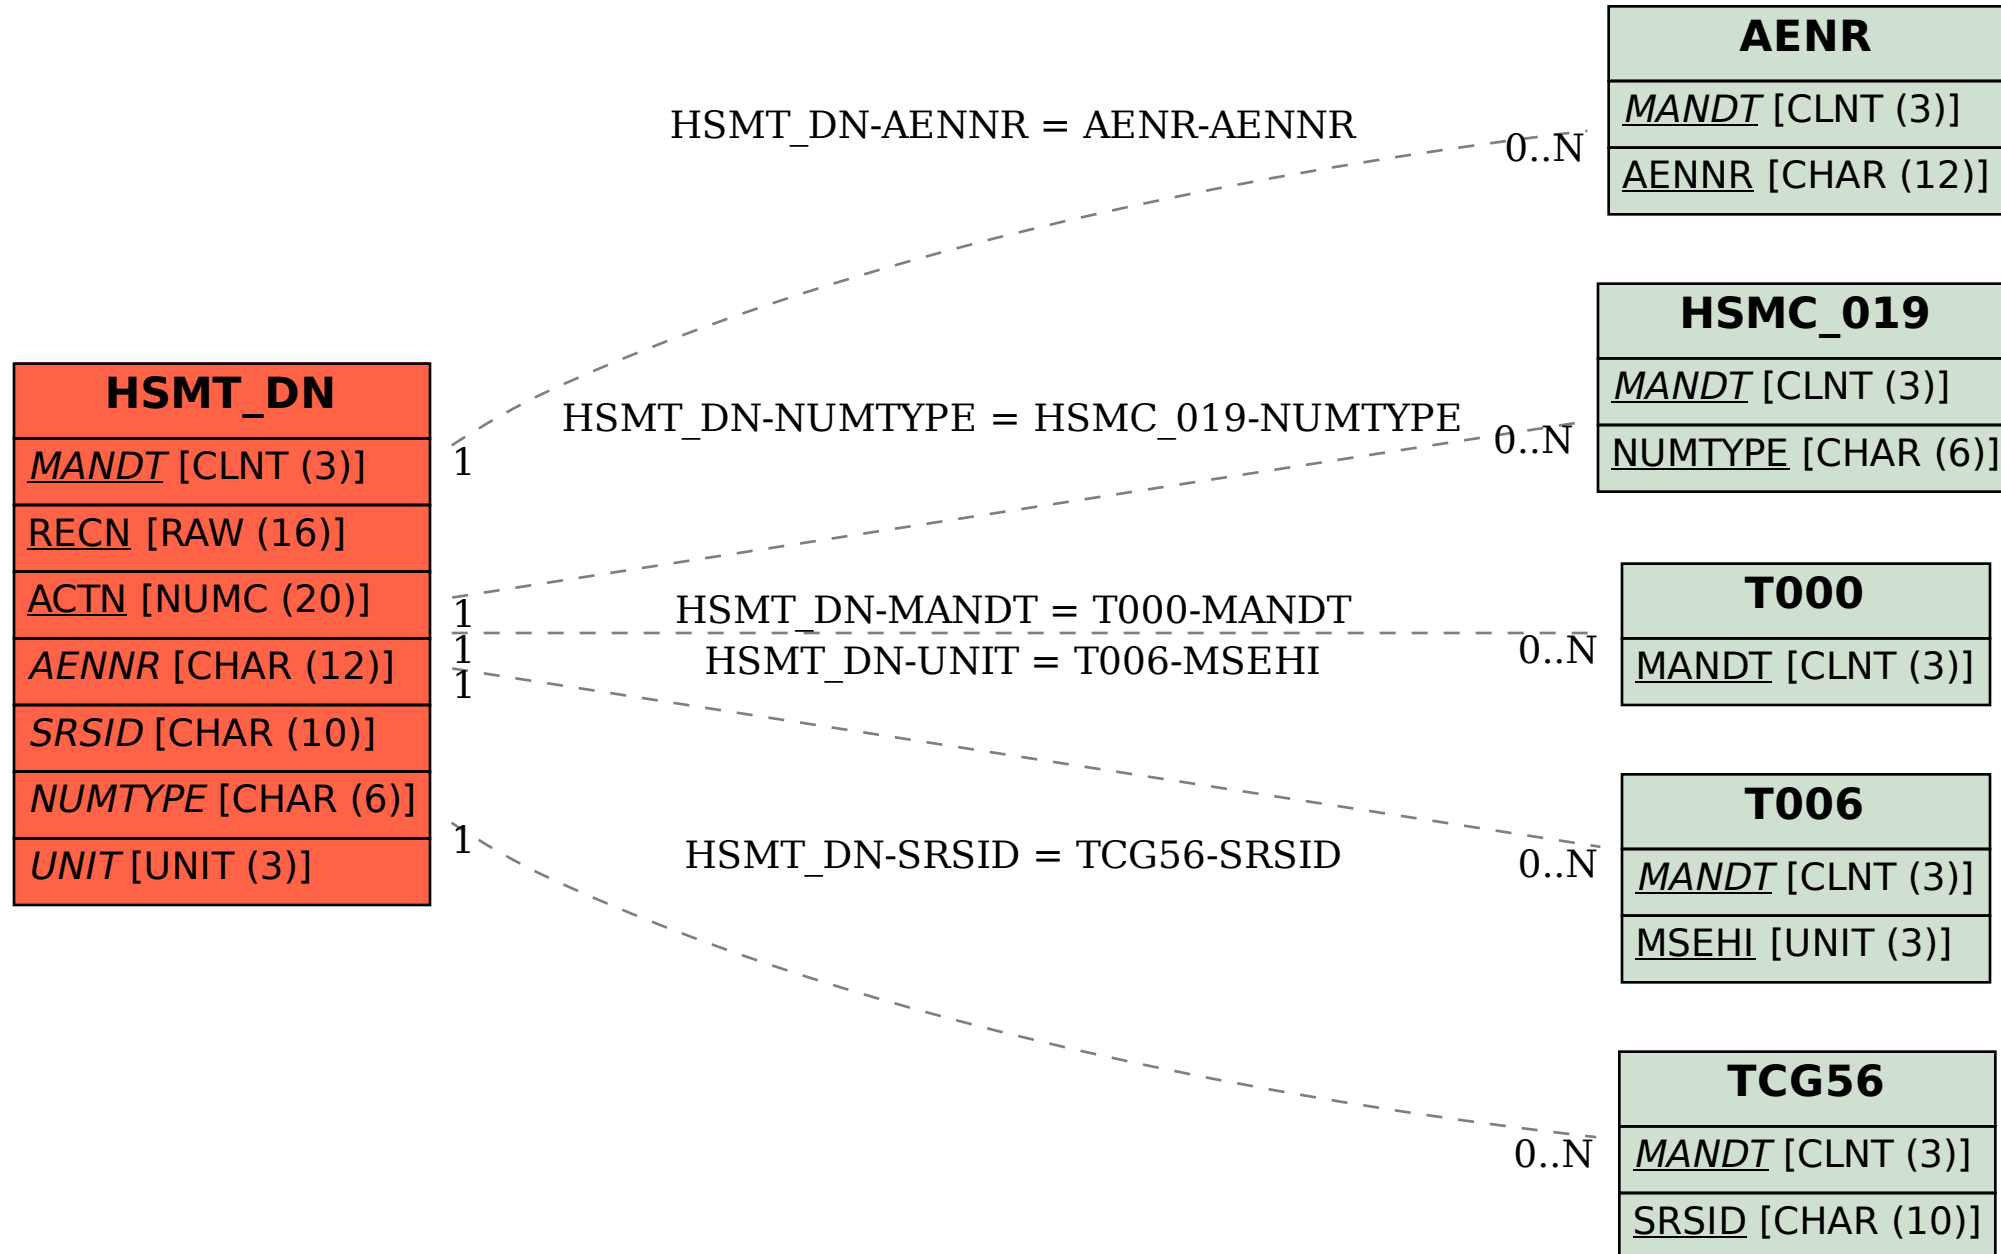 HSMT_DN
MANDT [CLNT (3)]
RECN [RAW (16)]
ACTN [NUMC (20)]
AENNR [CHAR (12)]
SRSID [CHAR (10)]
NUMTYPE [CHAR (6)]
UNIT [UNIT (3)]
HSMT_DN-AENNR = AENR-AENNR
0..N
1
HSMT_DN-NUMTYPE = HSMC_019-NUMTYPE
0..N
1
HSMT_DN-MANDT = T000-MANDT
0..N
1
HSMT_DN-UNIT = T006-MSEHI
0..N
1
HSMT_DN-SRSID = TCG56-SRSID
0..N
1
AENR
MANDT [CLNT (3)]
AENNR [CHAR (12)]
HSMC_019
MANDT [CLNT (3)]
NUMTYPE [CHAR (6)]
T000
MANDT [CLNT (3)]
T006
MANDT [CLNT (3)]
MSEHI [UNIT (3)]
TCG56
MANDT [CLNT (3)]
SRSID [CHAR (10)]